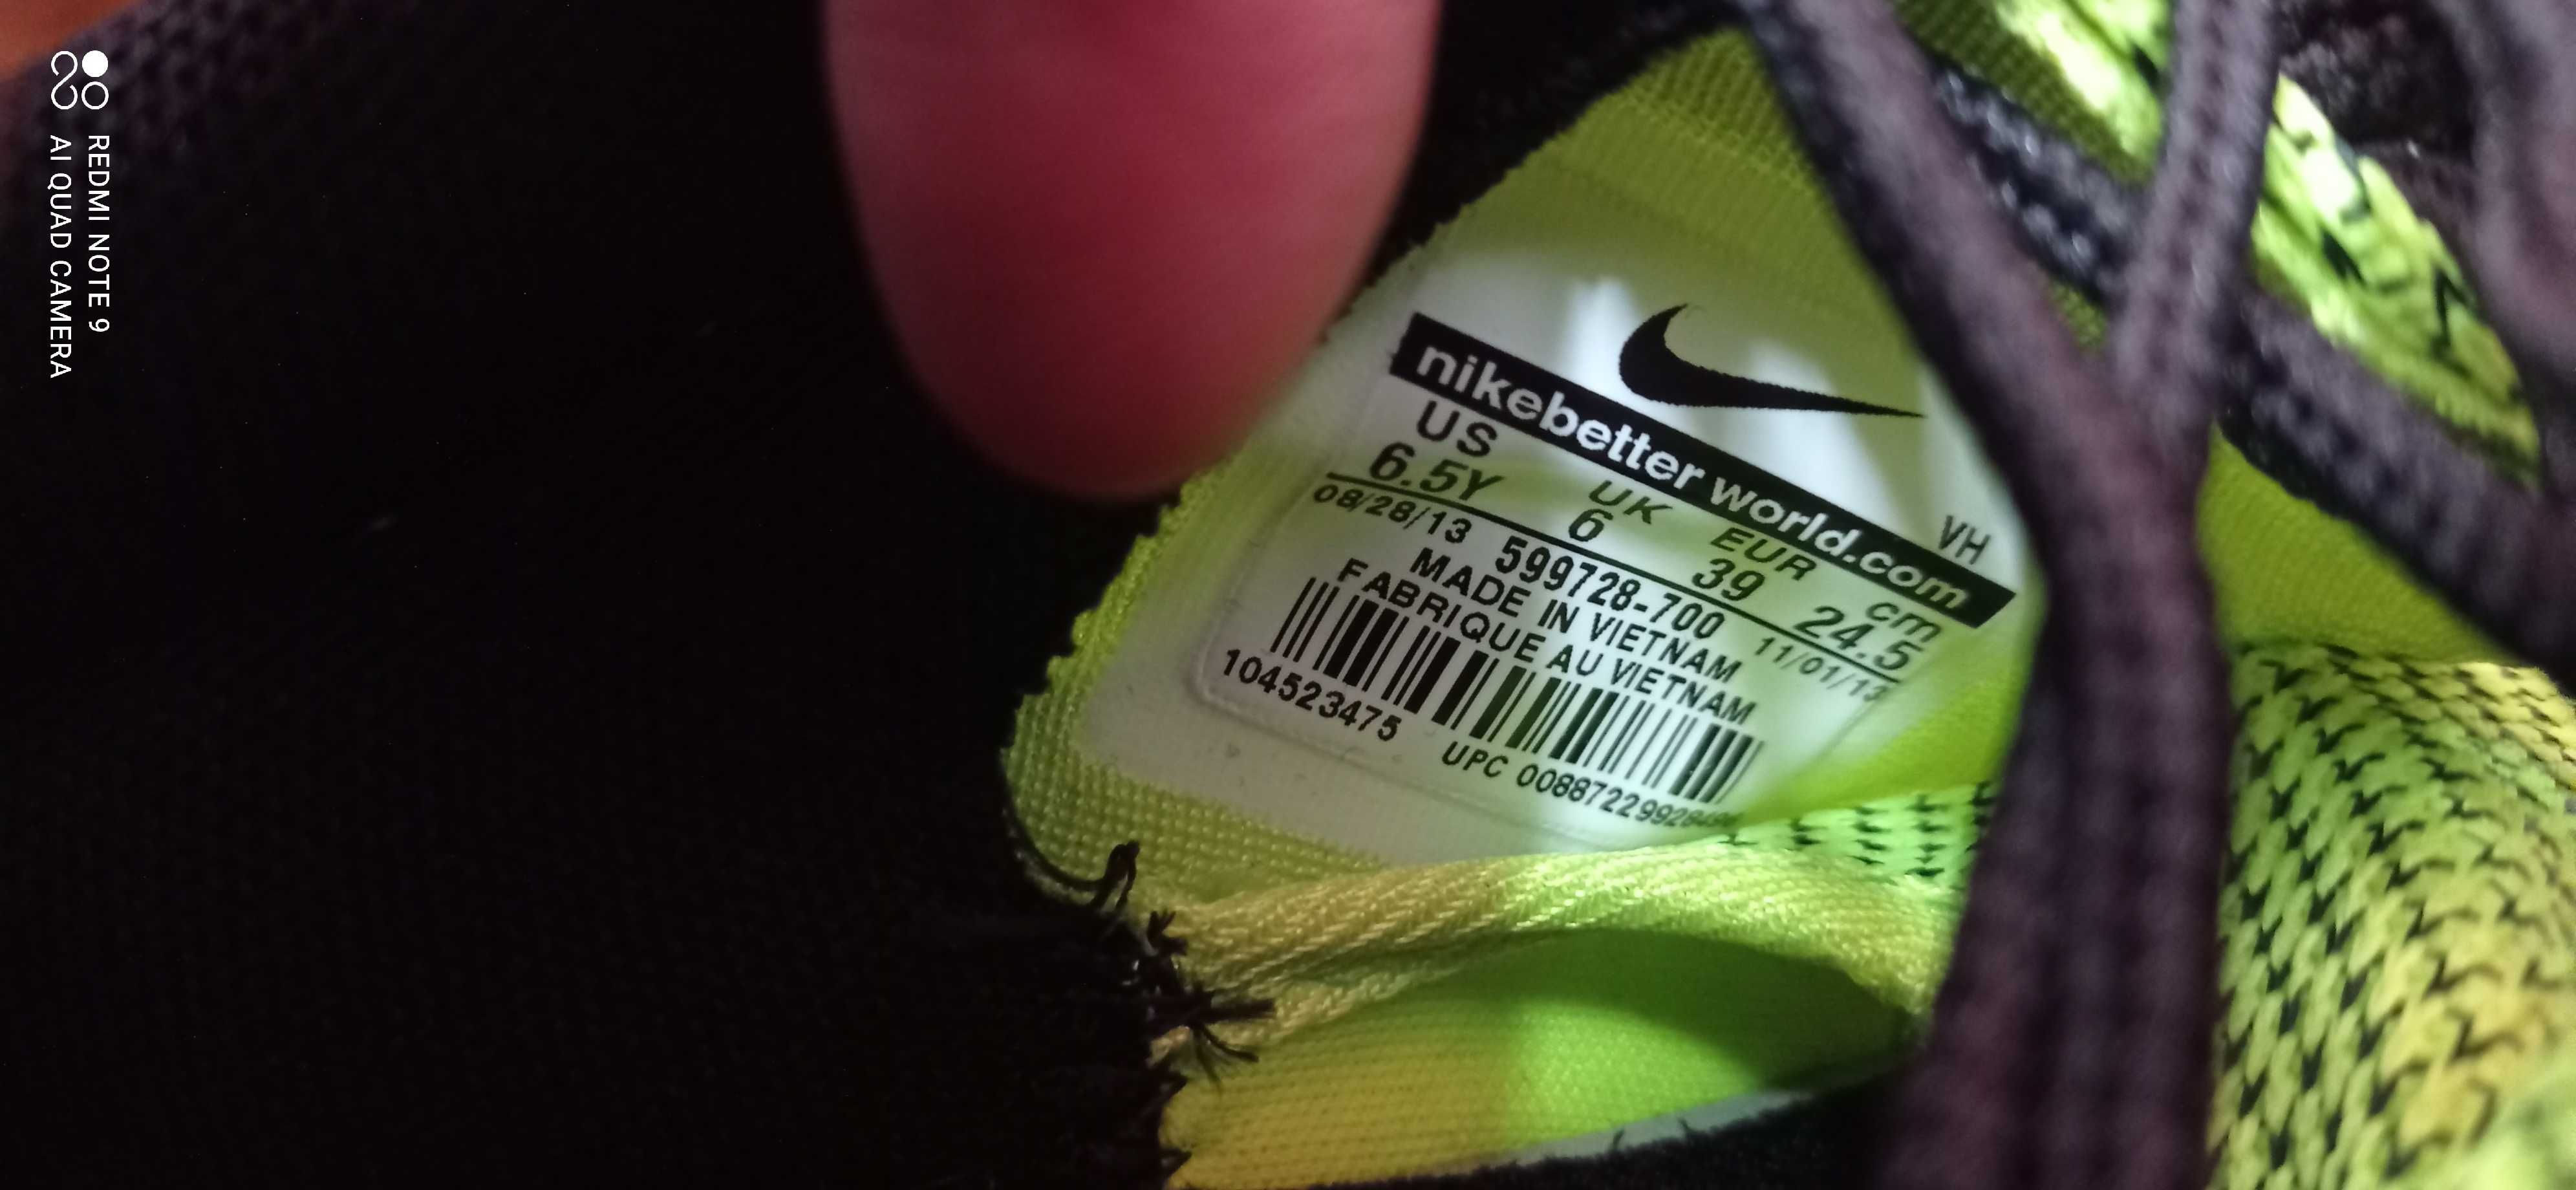 nikebetterworld.com
VH
US UK EUR cm
6.5Y 6 39 24.5
08/28/13 599728-700 11/01/13
MADE IN VIETNAM
FABRIQUE AU VIETNAM
104523475 UPC
REDMI NOTE 9
AI QUAD CAMERA